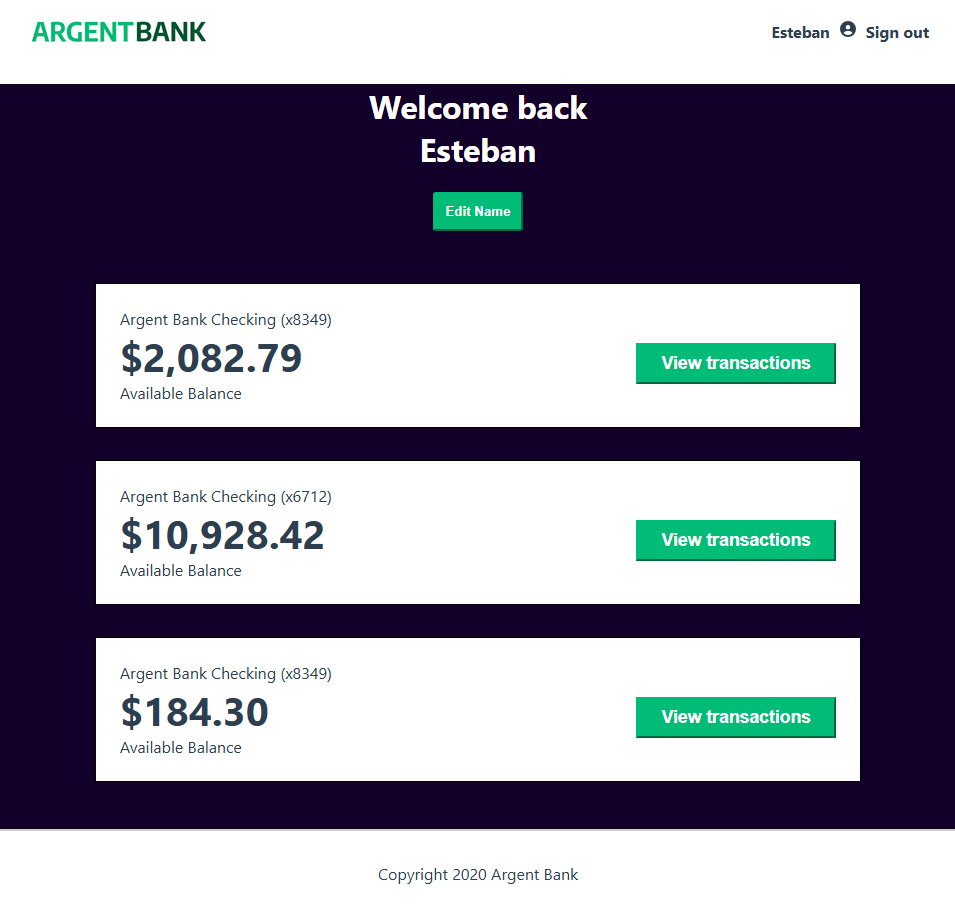 ARGENTBANK
Esteban Sign out
Welcome back
Esteban
Edit Name
Argent Bank Checking (x8349)
$2,082.79
Available Balance
View transactions
Argent Bank Checking (x6712)
$10,928.42
Available Balance
View transactions
Argent Bank Checking (x8349)
$184.30
Available Balance
View transactions
Copyright 2020 Argent Bank